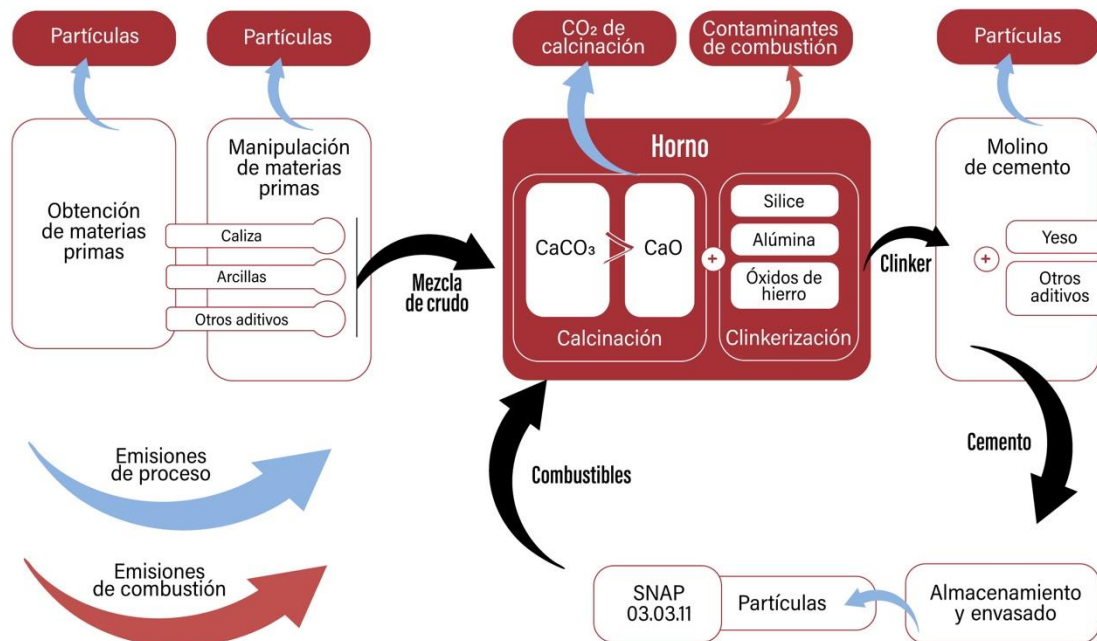 Partículas
Partículas
CO₂ de
calcinación
Contaminantes
de combustión
Partículas
Obtención
de materias
primas
Manipulación
de materias
primas
Caliza
Arcillas
Otros aditivos
Mezcla
de crudo
Horno
CaCO₃
CaO
Calcinación
+
Silice
Alúmina
Óxidos de
hierro
Clinkerización
Clinker
Molino
de cemento
+
Yeso
Otros
aditivos
Emisiones
de proceso
Combustibles
Cemento
Emisiones
de combustión
SNAP
03.03.11
Partículas
Almacenamiento
y envasado